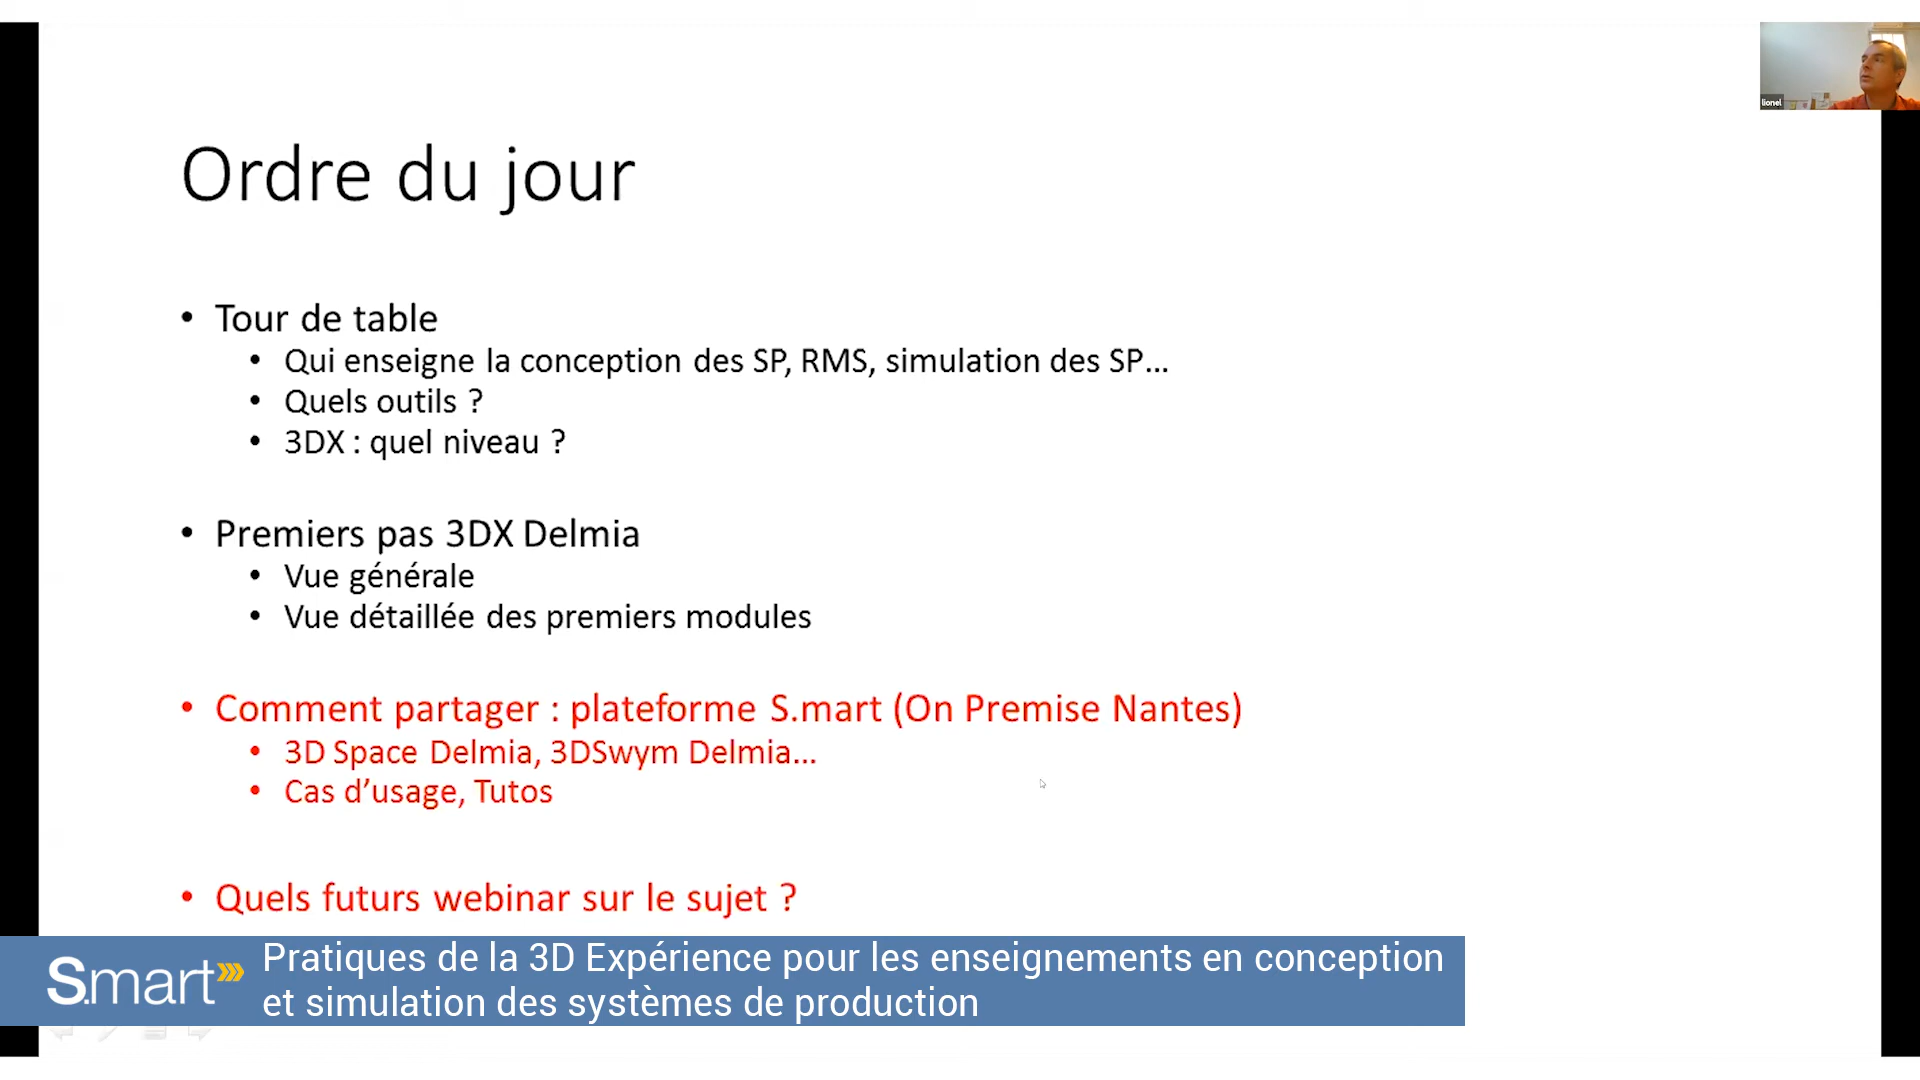 lionel
Ordre du jour
• Tour de table
• Qui enseigne la conception des SP, RMS, simulation des SP...
• Quels outils ?
• 3DX : quel niveau ?
• Premiers pas 3DX Delmia
• Vue générale
• Vue détaillée des premiers modules
• Comment partager : plateforme S.mart (On Premise Nantes)
• 3D Space Delmia, 3DSwym Delmia...
• Cas d’usage, Tutos
• Quels futurs webinar sur le sujet ?
S.mart
Pratiques de la 3D Expérience pour les enseignements en conception
et simulation des systèmes de production